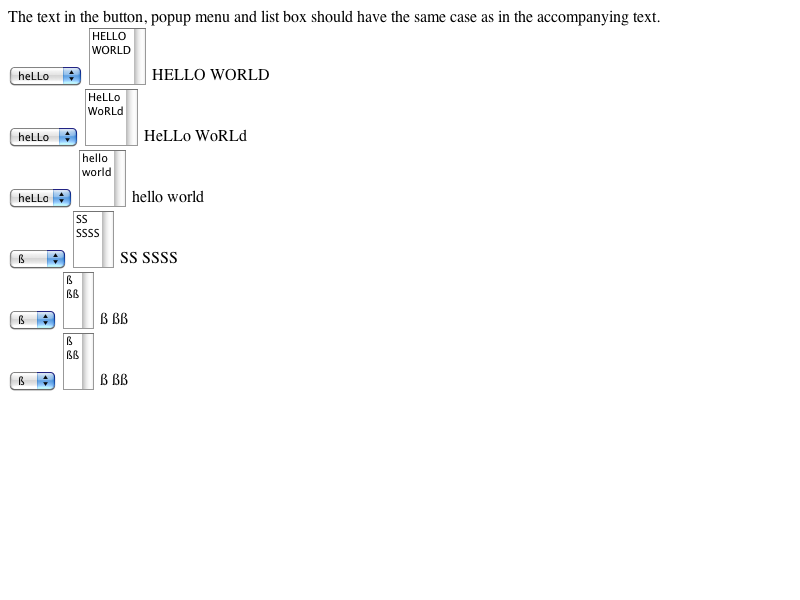 The text in the button, popup menu and list box should have the same case as in the accompanying text.
HELLO
WORLD
heLLo HELLO WORLD
HeLLo
WoRLd
heLLo HeLLo WoRLd
hello
world
heLLo hello world
SS
SSSS
ß SS SSSS
ß
ßß
ß ß ßß
ß
ßß
ß ß ßß